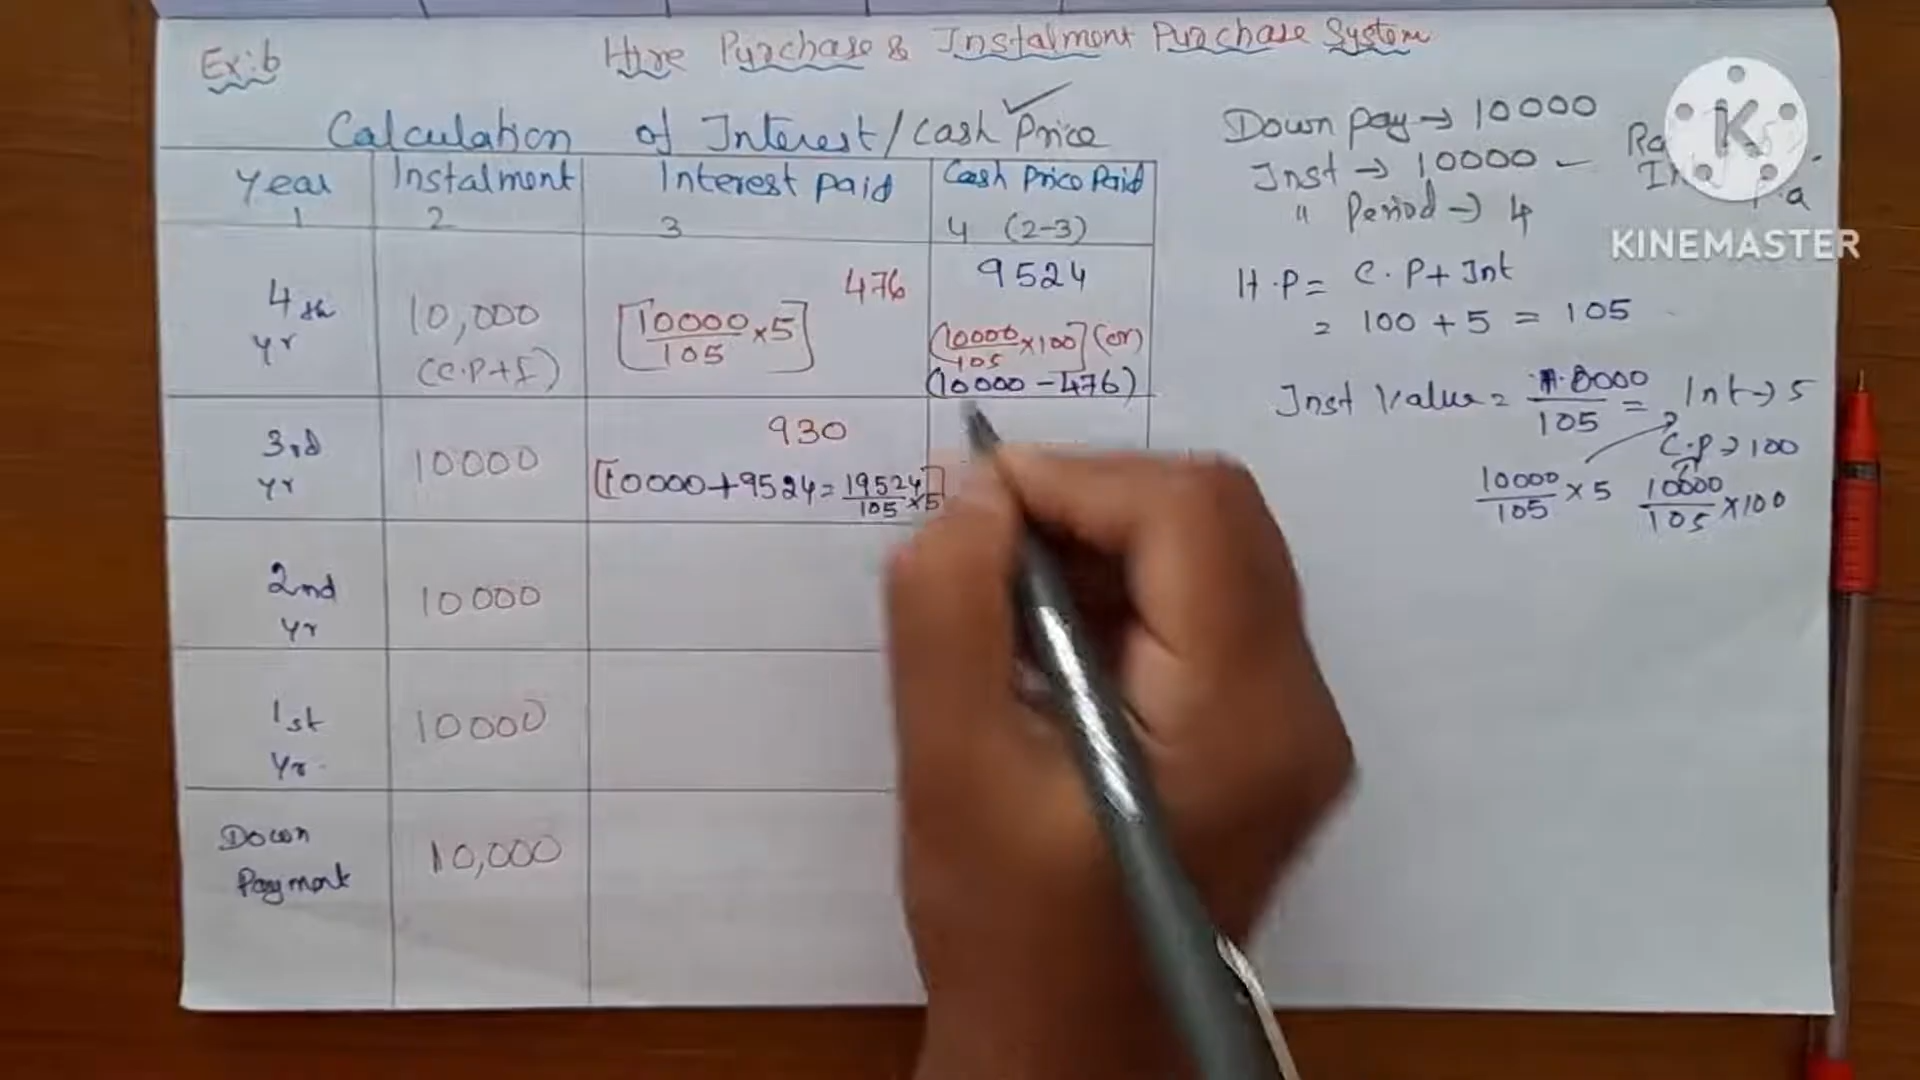 Ex:6
Hire Purchase & Instalment Purchase System
Calculation of Interest/Cash Price
Year Instalment Interest paid Cash Price Paid
1 2 3 4 (2-3)
4th yr
10,000
(C.P+I)
476
[10000/105 ×5]
9524
(10000/105 ×100] (or)
(10000-476)
3rd yr
10000
930
[10000+9524=19524/105 ×5]
2nd yr
10000
1st yr.
10000
Down Payment
10,000
Down pay→ 10000
Inst → 10000 —
" Period → 4
p.a
H.P = C.P + Int
= 100 + 5 = 105
Inst Value = 10000/105 = Int → 5
C.P → 100
10000/105 ×5 10000/105 ×100
KINEMASTER